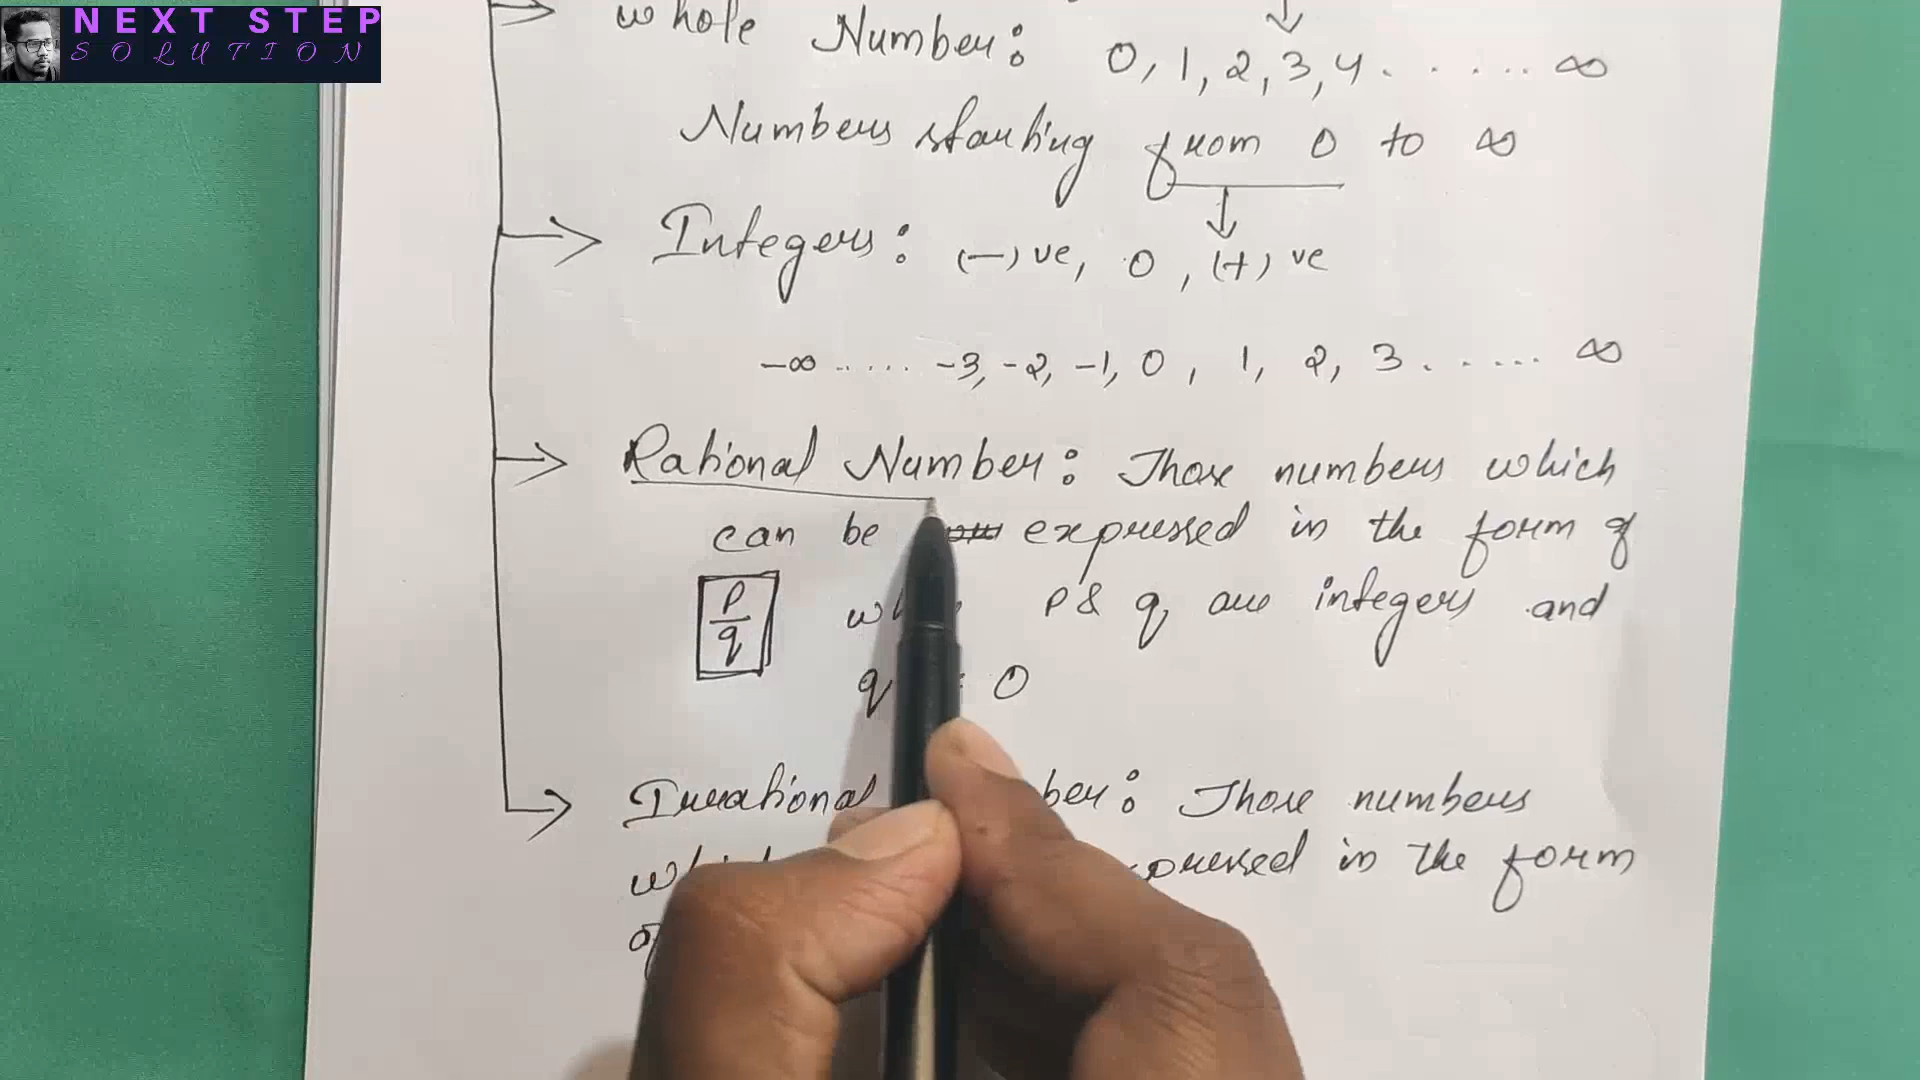 NEXT STEP
SOLUTION
Whole Number: 0, 1, 2, 3, 4 . . . . . . ∞
Numbers starting from 0 to ∞
Integers: (−)ve, 0, (+)ve
−∞ ..... -3, -2, -1, 0, 1, 2, 3 . . . . . . ∞
Rational Number: Those numbers which
can be expressed in the form of
p/q p & q are integers and
q 0
Irrational Those numbers
in the form